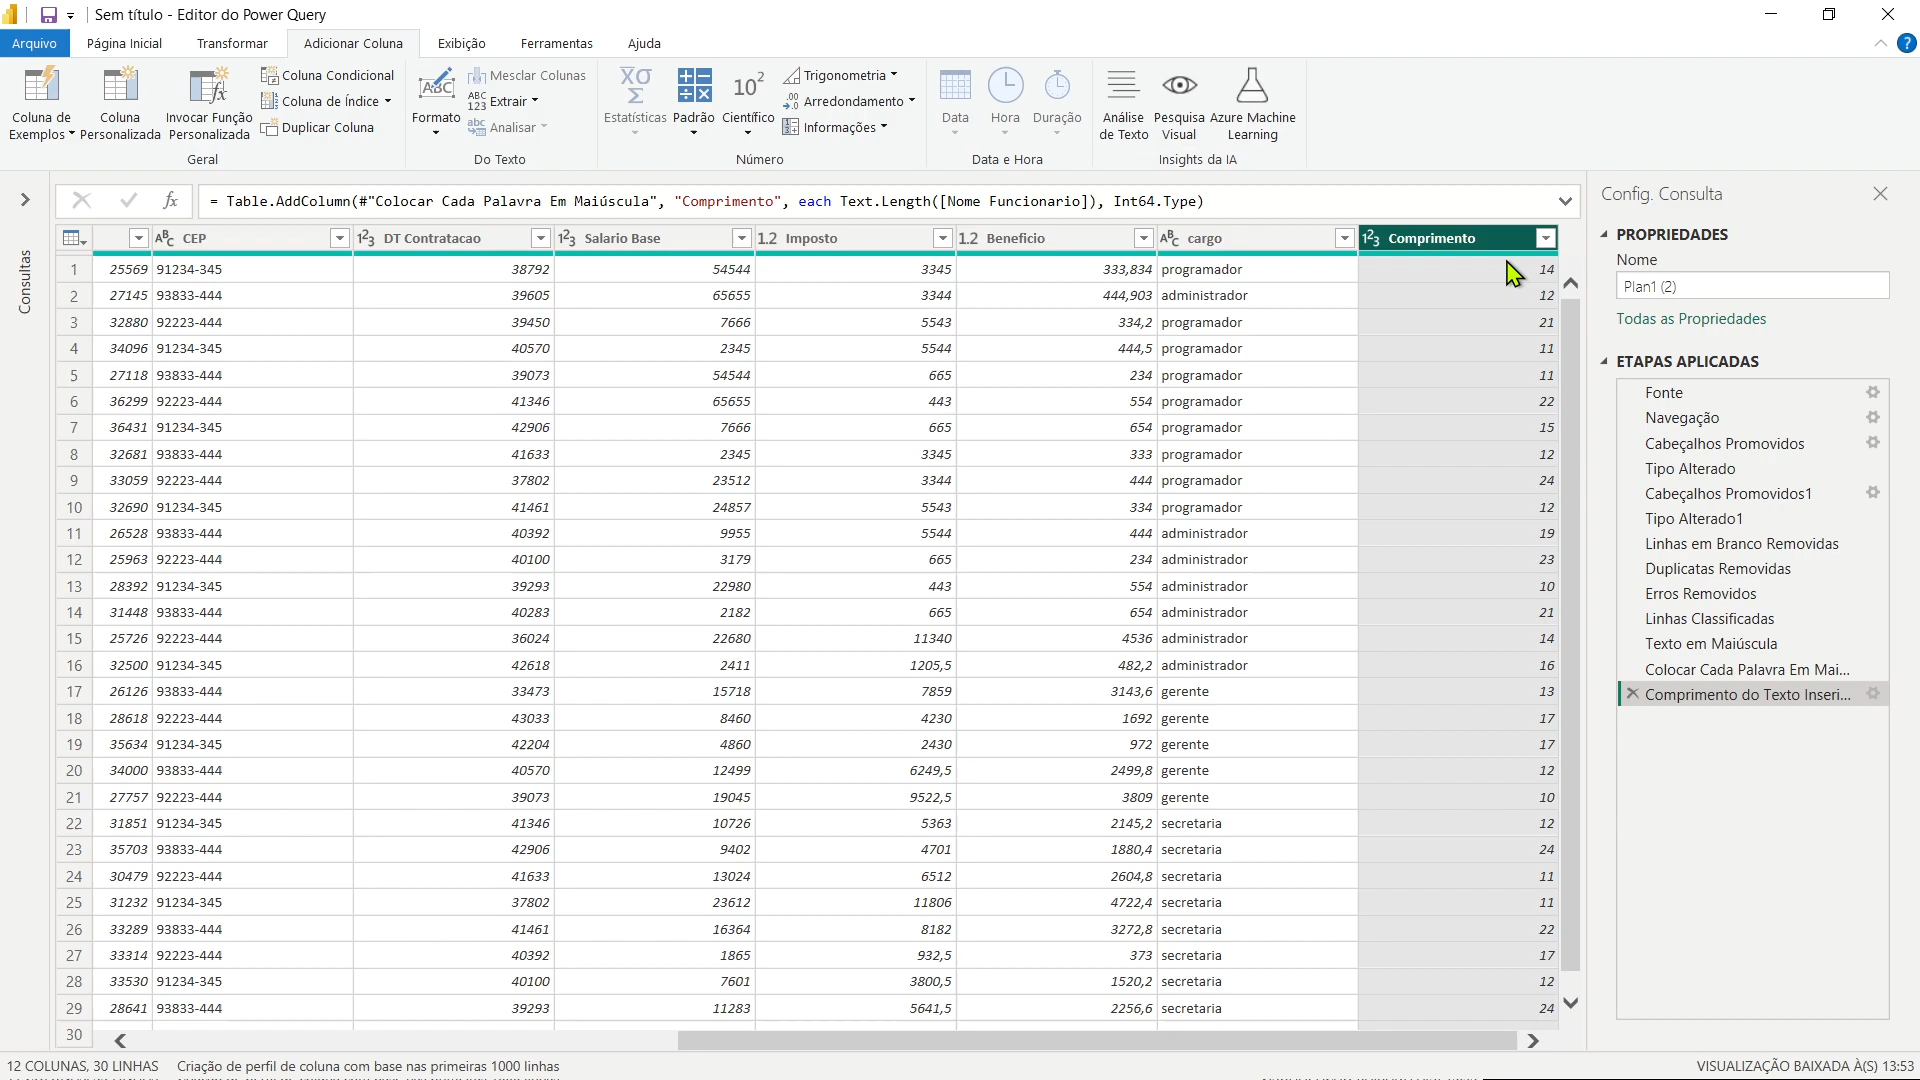 Sem título - Editor do Power Query
Arquivo Página Inicial Transformar Adicionar Coluna Exibição Ferramentas Ajuda ?
Coluna de Exemplos
Coluna Personalizada
Invocar Função Personalizada
Coluna Condicional
Coluna de Índice
Duplicar Coluna
Geral
ABC
Formato
Mesclar Colunas
ABC 123 Extrair
abc Analisar
Do Texto
XΟ Σ
Estatísticas
Padrão
10²
Científico
Trigonometria
.00 Arredondamento
Informações
Número
Data
Hora
Duração
Data e Hora
Análise de Texto
Pesquisa Visual
Azure Machine Learning
Insights da IA
fx = Table.AddColumn(#"Colocar Cada Palavra Em Maiúscula", "Comprimento", each Text.Length([Nome Funcionario]), Int64.Type)
Consultas
ABC CEP 123 DT Contratacao 123 Salario Base 1.2 Imposto 1.2 Beneficio ABC cargo 123 Comprimento
1 25569 91234-345 38792 54544 3345 333,834 programador 14
2 27145 93833-444 39605 65655 3344 444,903 administrador 12
3 32880 92223-444 39450 7666 5543 334,2 programador 21
4 34096 91234-345 40570 2345 5544 444,5 programador 11
5 27118 93833-444 39073 54544 665 234 programador 11
6 36299 92223-444 41346 65655 443 554 programador 22
7 36431 91234-345 42906 7666 665 654 programador 15
8 32681 93833-444 41633 2345 3345 333 programador 12
9 33059 92223-444 37802 23512 3344 444 programador 24
10 32690 91234-345 41461 24857 5543 334 programador 12
11 26528 93833-444 40392 9955 5544 444 administrador 19
12 25963 92223-444 40100 3179 665 234 administrador 23
13 28392 91234-345 39293 22980 443 554 administrador 10
14 31448 93833-444 40283 2182 665 654 administrador 21
15 25726 92223-444 36024 22680 11340 4536 administrador 14
16 32500 91234-345 42618 2411 1205,5 482,2 administrador 16
17 26126 93833-444 33473 15718 7859 3143,6 gerente 13
18 28618 92223-444 43033 8460 4230 1692 gerente 17
19 35634 91234-345 42204 4860 2430 972 gerente 17
20 34000 93833-444 40570 12499 6249,5 2499,8 gerente 12
21 27757 92223-444 39073 19045 9522,5 3809 gerente 10
22 31851 91234-345 41346 10726 5363 2145,2 secretaria 12
23 35703 93833-444 42906 9402 4701 1880,4 secretaria 24
24 30479 92223-444 41633 13024 6512 2604,8 secretaria 11
25 31232 91234-345 37802 23612 11806 4722,4 secretaria 11
26 33289 93833-444 41461 16364 8182 3272,8 secretaria 22
27 33314 92223-444 40392 1865 932,5 373 secretaria 17
28 33530 91234-345 40100 7601 3800,5 1520,2 secretaria 12
29 28641 93833-444 39293 11283 5641,5 2256,6 secretaria 24
30
Config. Consulta
PROPRIEDADES
Nome
Plan1 (2)
Todas as Propriedades
ETAPAS APLICADAS
Fonte
Navegação
Cabeçalhos Promovidos
Tipo Alterado
Cabeçalhos Promovidos1
Tipo Alterado1
Linhas em Branco Removidas
Duplicatas Removidas
Erros Removidos
Linhas Classificadas
Texto em Maiúscula
Colocar Cada Palavra Em Mai...
Comprimento do Texto Inseri...
12 COLUNAS, 30 LINHAS Criação de perfil de coluna com base nas primeiras 1000 linhas VISUALIZAÇÃO BAIXADA À(S) 13:53